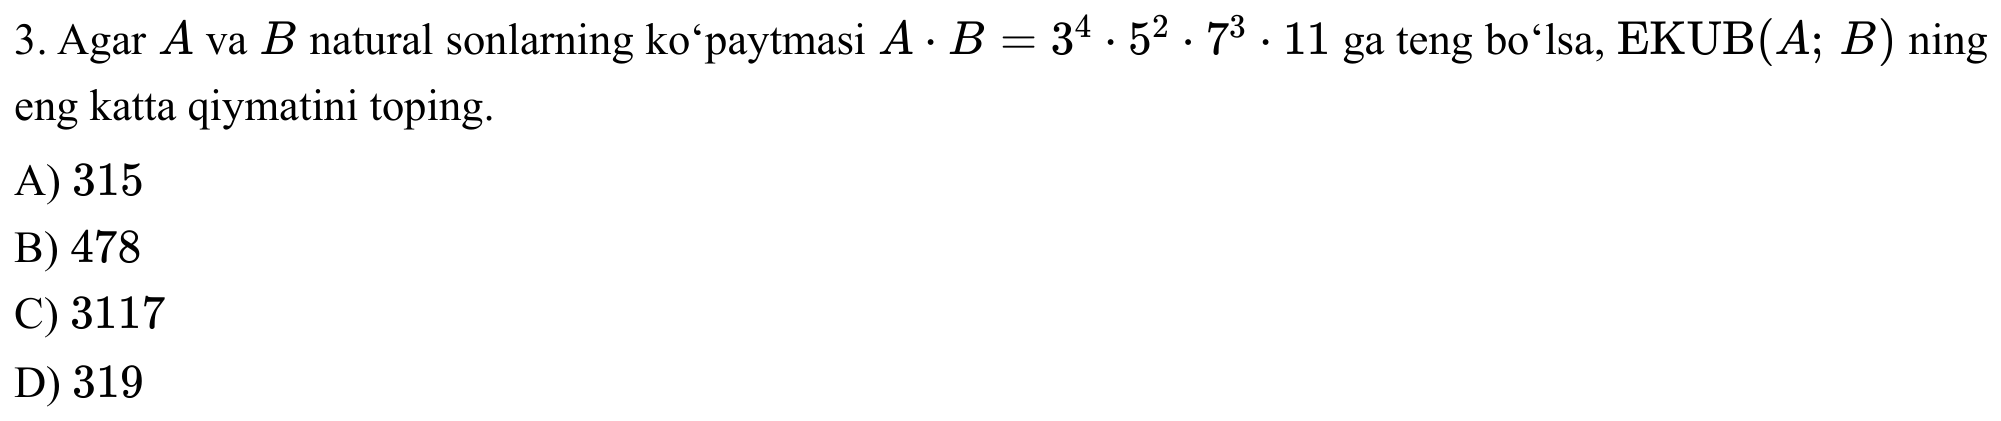 3. Agar A va B natural sonlarning ko‘paytmasi A · B = 3⁴ · 5² · 7³ · 11 ga teng bo‘lsa, EKUB(A; B) ning
eng katta qiymatini toping.
A) 315
B) 478
C) 3117
D) 319